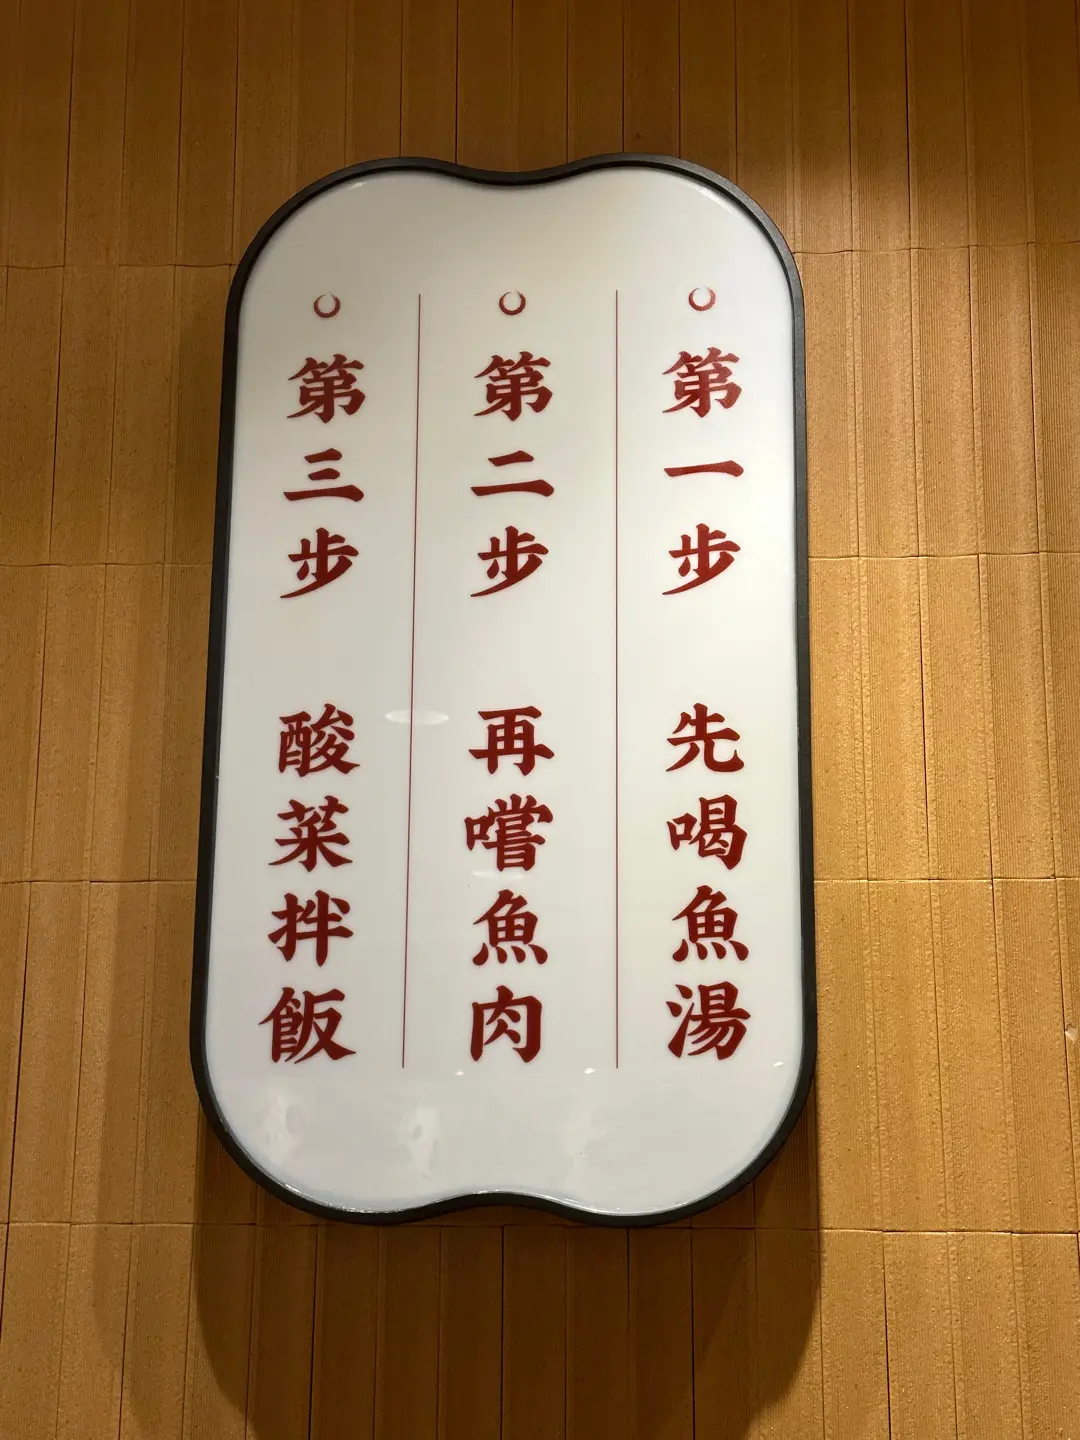 第一步 先喝魚湯
第二步 再嚐魚肉
第三步 酸菜拌飯